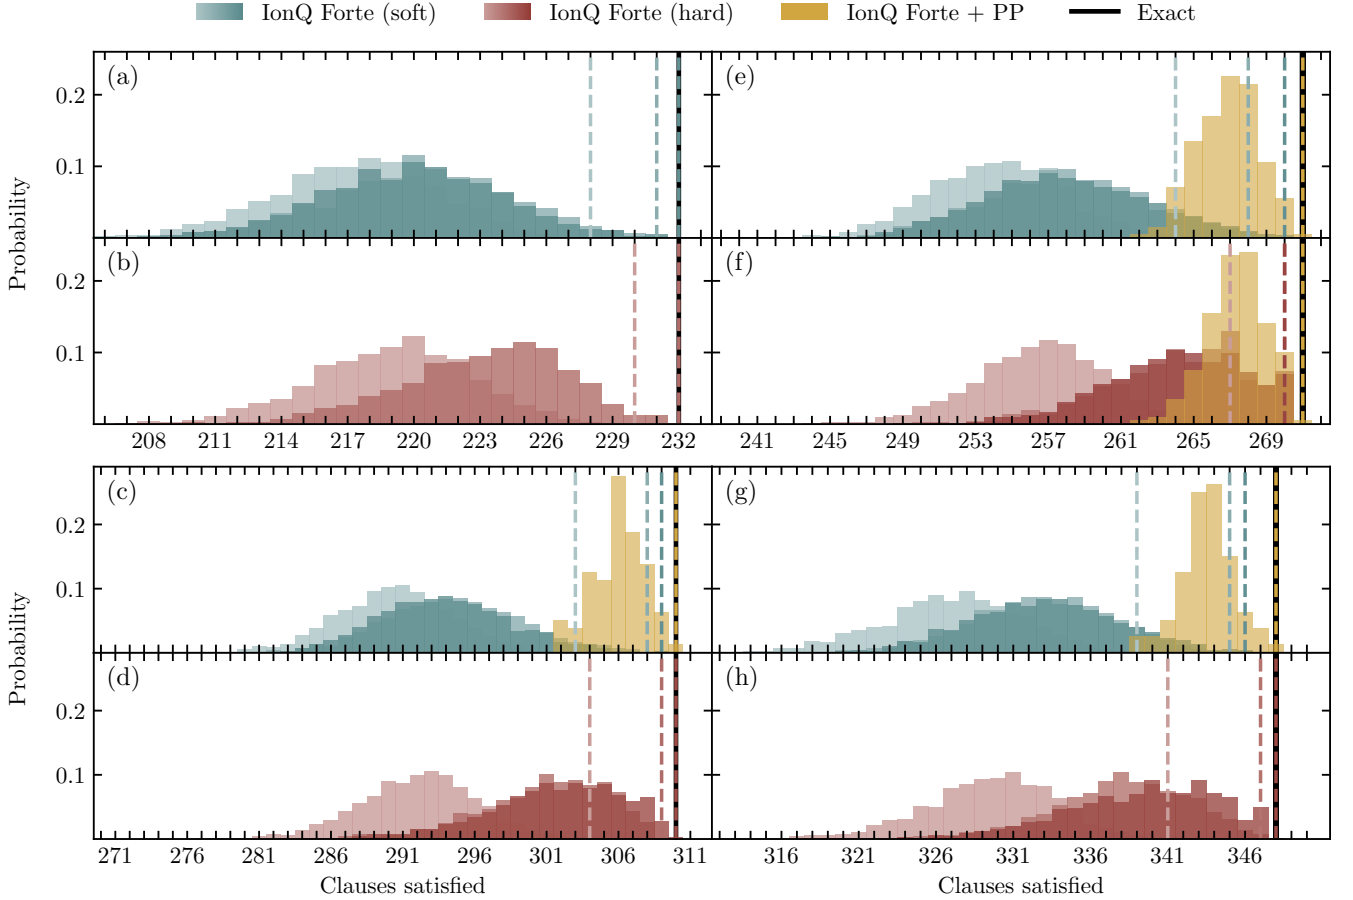 IonQ Forte (soft) IonQ Forte (hard) IonQ Forte + PP Exact
(a) (e)
0.2
0.1
(b) (f)
0.2
0.1
Probability
208 211 214 217 220 223 226 229 232 241 245 249 253 257 261 265 269
(c) (g)
0.2
0.1
(d) (h)
0.2
0.1
Probability
271 276 281 286 291 296 301 306 311 316 321 326 331 336 341 346
Clauses satisfied Clauses satisfied